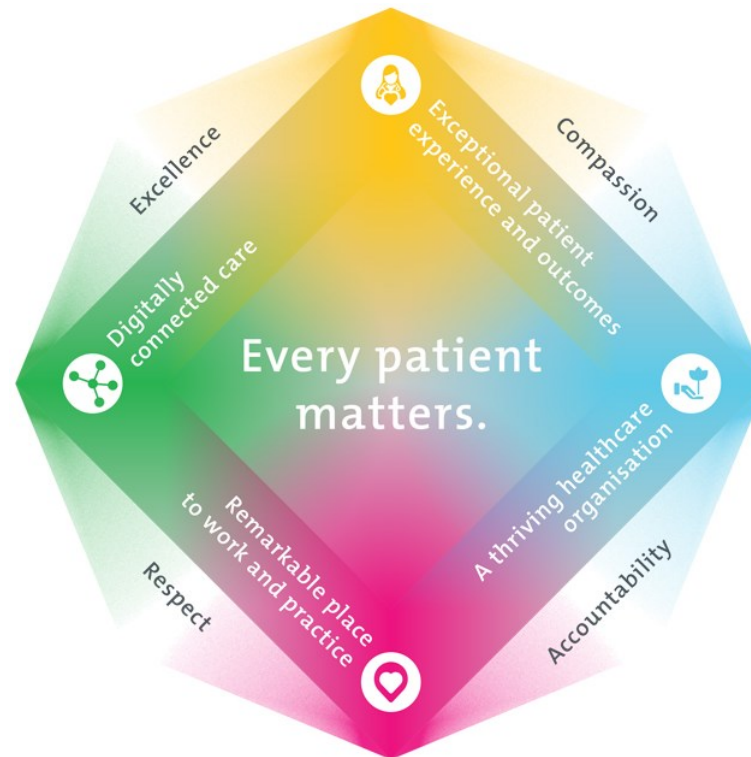 Excellence
Compassion
Exceptional patient
experience and outcomes
Digitally
connected care
Every patient
matters.
A thriving healthcare
organisation
Remarkable place
to work and practice
Respect
Accountability